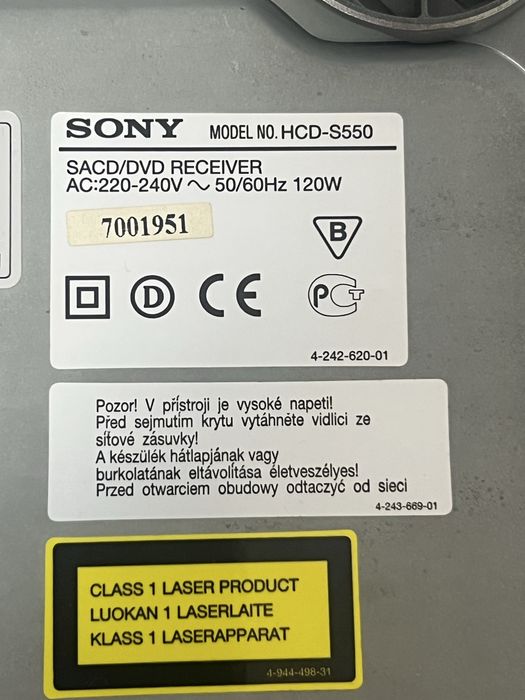 SONY MODEL NO. HCD-S550
SACD/DVD RECEIVER
AC:220-240V ~ 50/60Hz 120W
7001951
B
D CE PCT
4-242-620-01
Pozor! V přístroji je vysoké napeti!
Před sejmutím krytu vytáhněte vidlici ze
síťové zásuvky!
A készülék hátlapjának vagy
burkolatának eltávolítása életveszélyes!
Przed otwarciem obudowy odtaczyć od sieci
4-243-669-01
CLASS 1 LASER PRODUCT
LUOKAN 1 LASERLAITE
KLASS 1 LASERAPPARAT
4-944-498-31